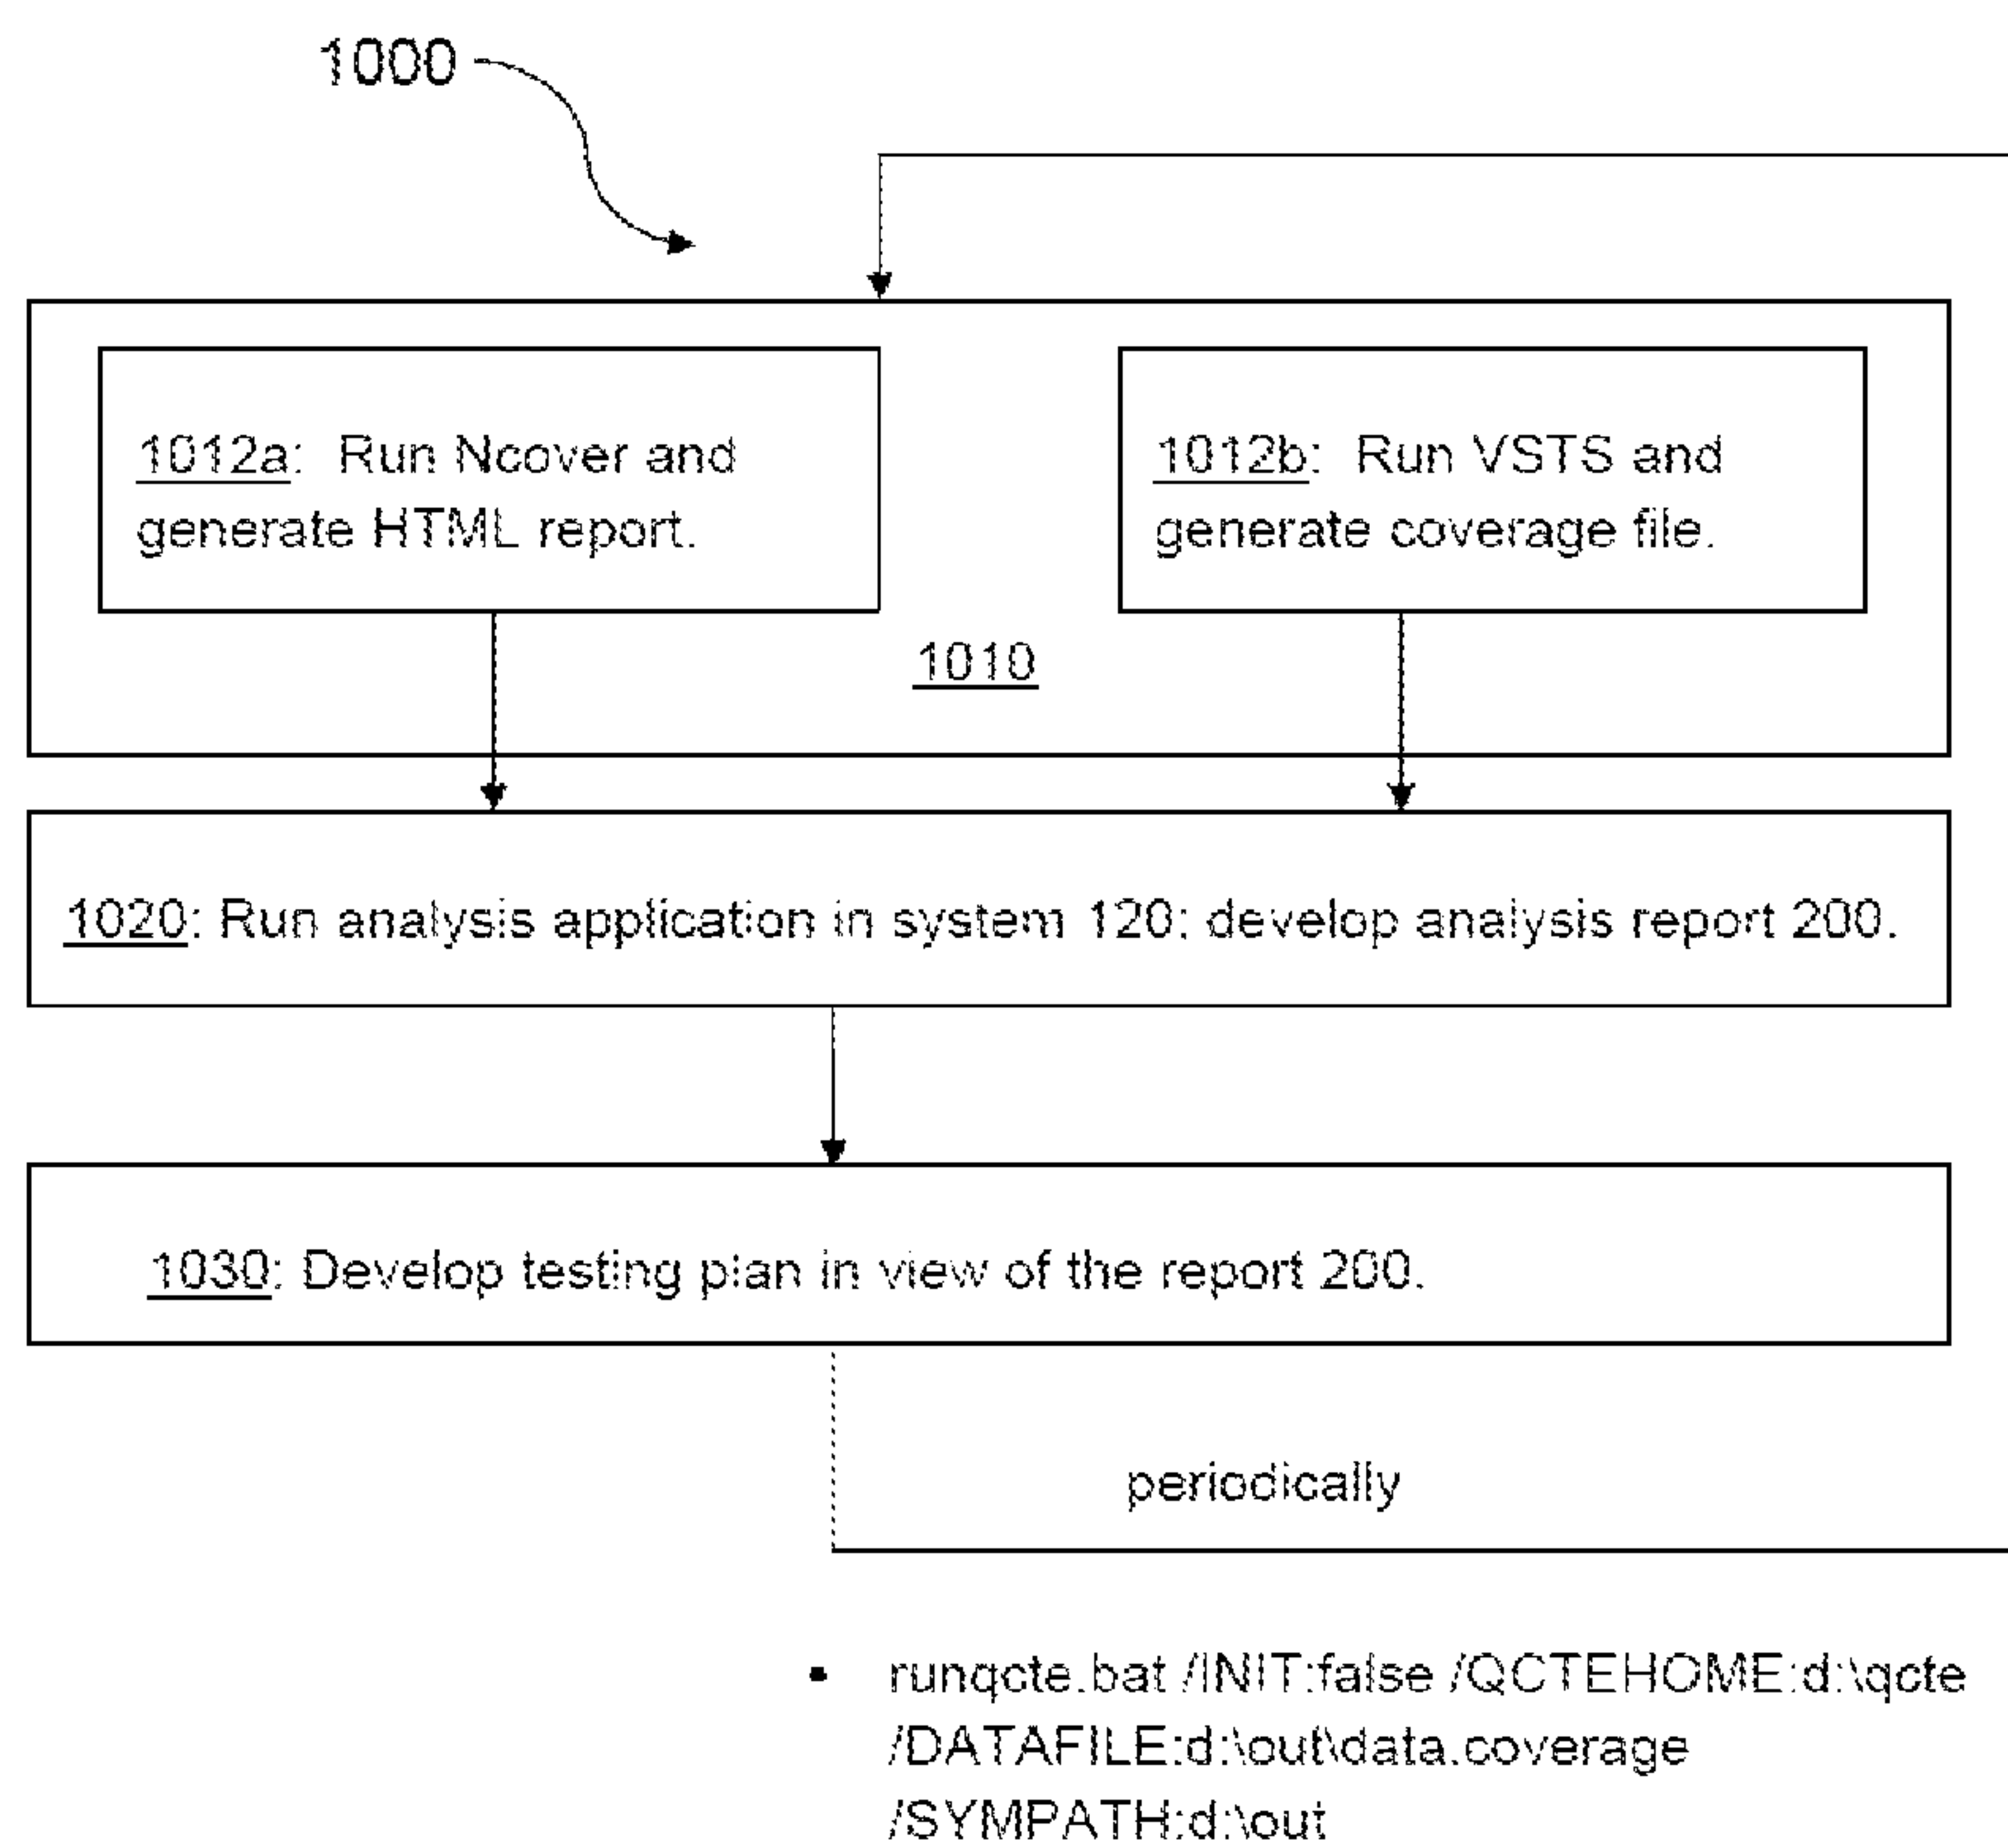 1000
1012a: Run Ncover and
generate HTML report.
1012b: Run VSTS and
generate coverage file.
1010
1020: Run analysis application in system 120; develop analysis report 200.
1030: Develop testing plan in view of the report 200.
periodically
• runqcte.bat /INIT:false /QCTEHOME:d:\qcte
/DATAFILE:d:\out\data.coverage
/SYMPATH:d:\out